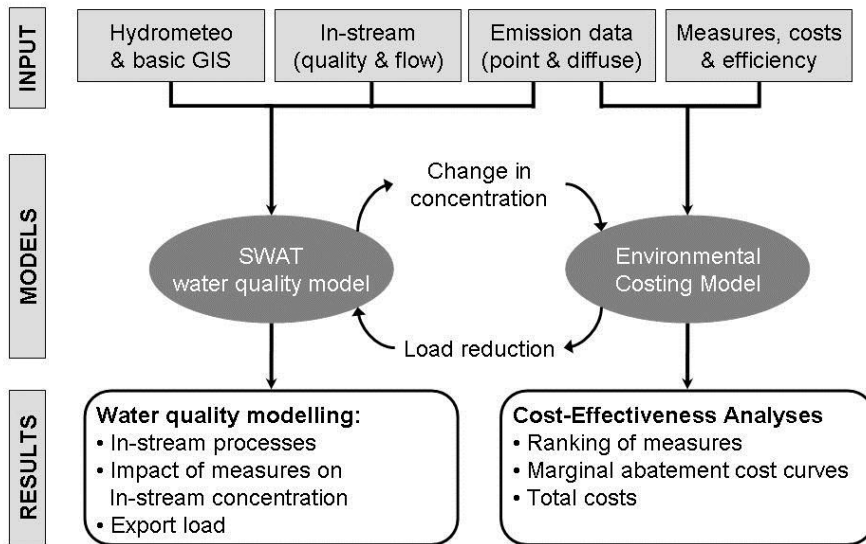 INPUT
Hydrometeo
& basic GIS
In-stream
(quality & flow)
Emission data
(point & diffuse)
Measures, costs
& efficiency
MODELS
Change in
concentration
SWAT
water quality model
Environmental
Costing Model
Load reduction
RESULTS
Water quality modelling:
• In-stream processes
• Impact of measures on
In-stream concentration
• Export load
Cost-Effectiveness Analyses
• Ranking of measures
• Marginal abatement cost curves
• Total costs